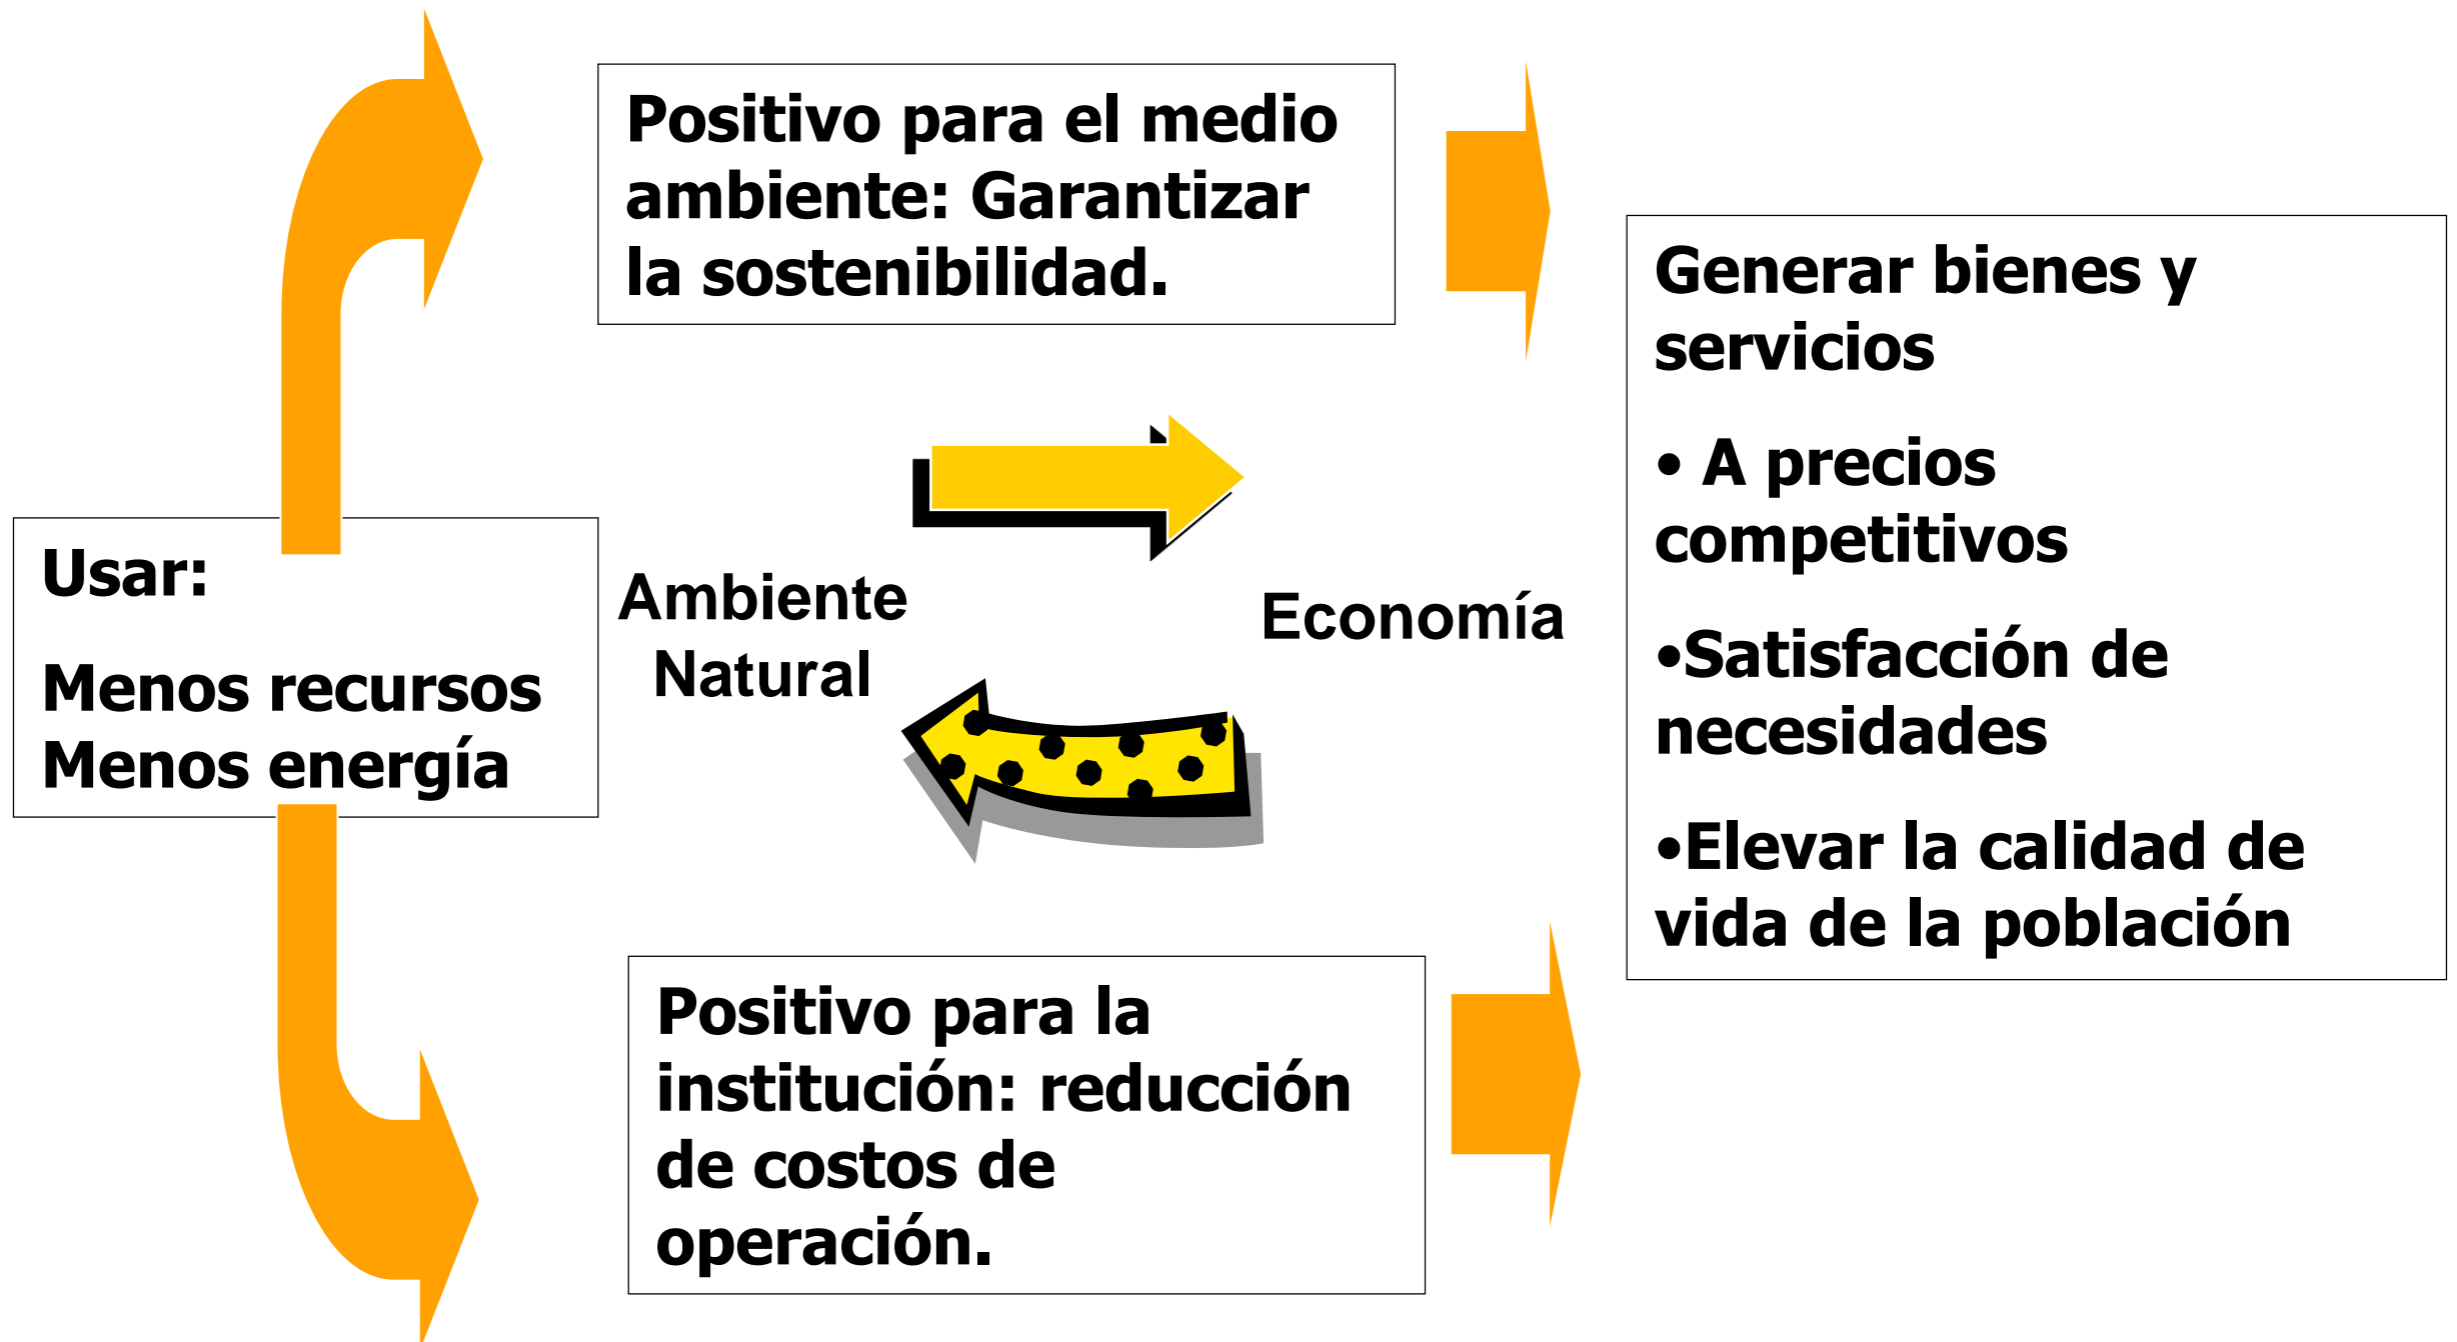 Usar:
Menos recursos
Menos energía
Positivo para el medio
ambiente: Garantizar
la sostenibilidad.
Ambiente
Natural
Economía
Positivo para la
institución: reducción
de costos de
operación.
Generar bienes y
servicios
• A precios
competitivos
•Satisfacción de
necesidades
•Elevar la calidad de
vida de la población